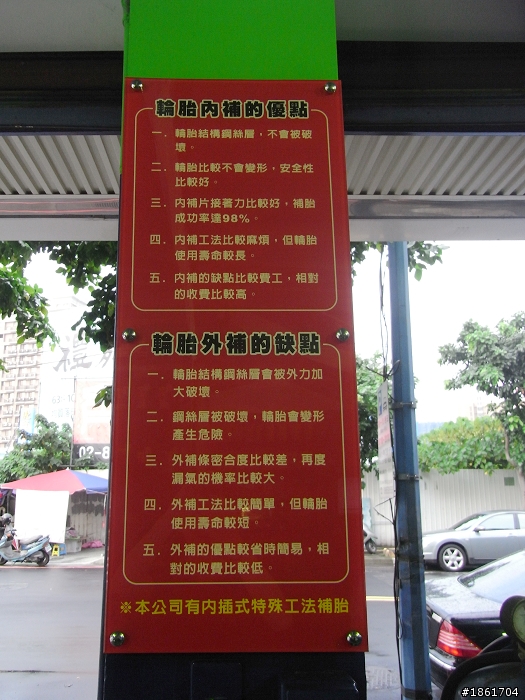 輪胎內補的優點
一. 輪胎結構鋼絲層，不會被破
壞。
二. 輪胎比較不會變形，安全性
比較好。
三. 內補片接著力比較好，補胎
成功率達98%。
四. 內補工法比較麻煩，但輪胎
使用壽命較長。
五. 內補的缺點比較費工，相對
的收費比較高。
輪胎外補的缺點
一. 輪胎結構鋼絲層會被外力加
大破壞。
二. 鋼絲層被破壞，輪胎會變形
產生危險。
三. 外補條密合度比較差，再度
漏氣的機率比較大。
四. 外補工法比較簡單，但輪胎
使用壽命較短。
五. 外補的優點較省時簡易，相
對的收費比較低。
※本公司有內插式特殊工法補胎
#1861704